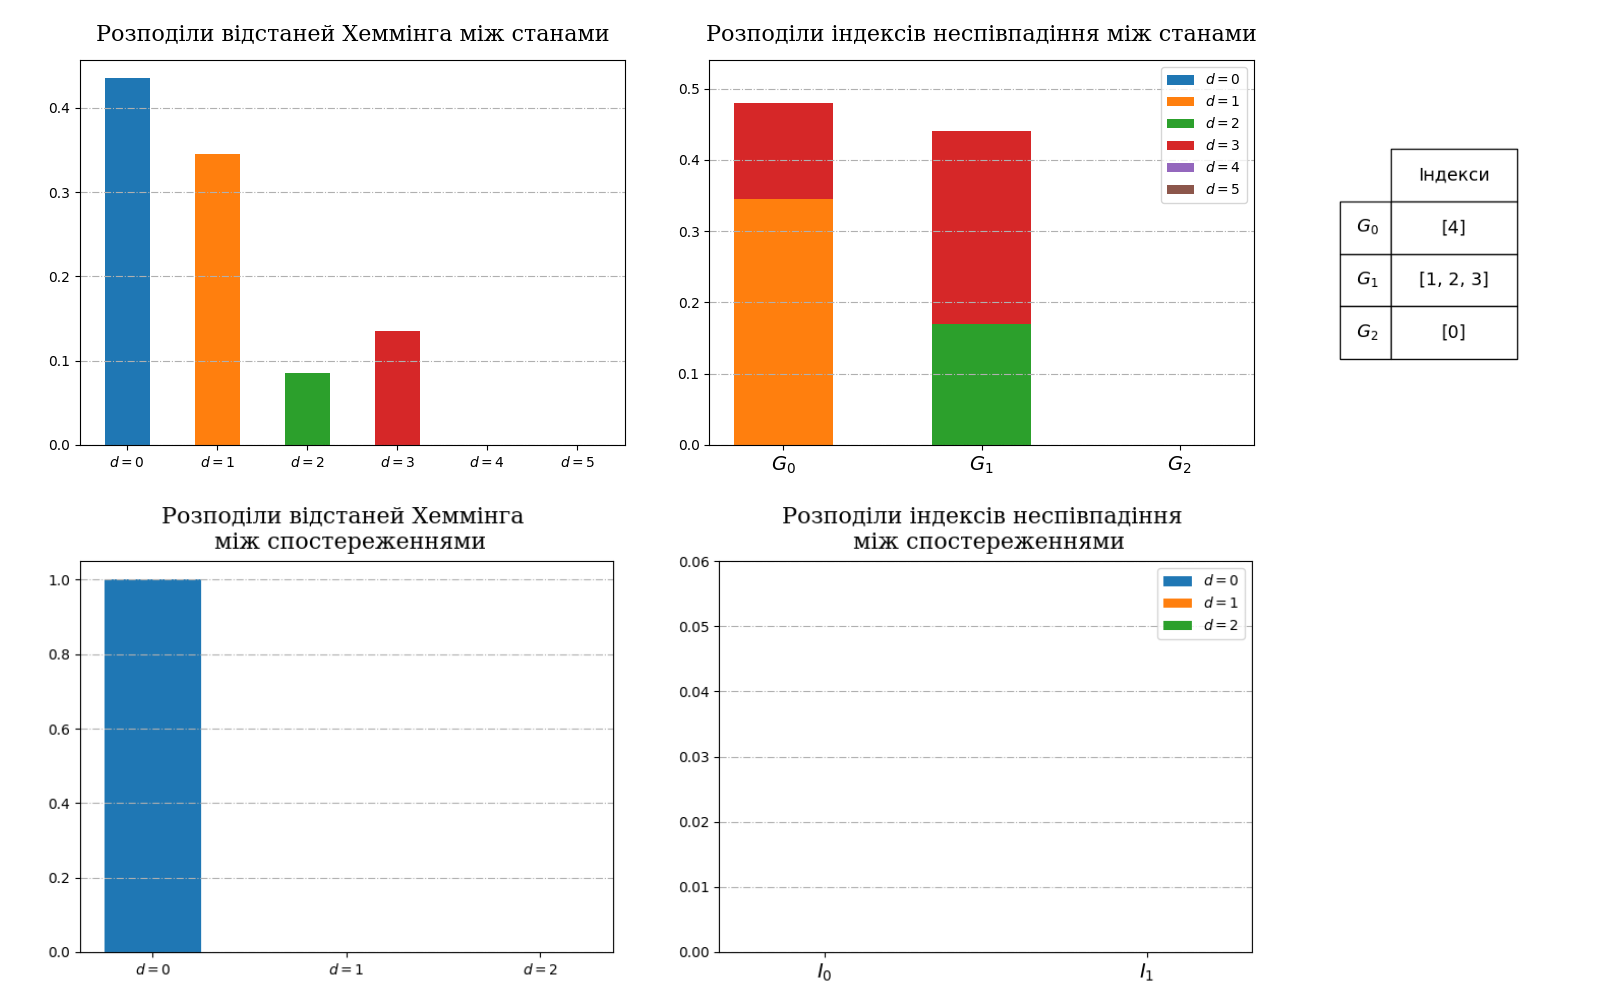 Розподіли відстаней Хеммінга між станами
0.4
0.3
0.2
0.1
0.0
d = 0 d = 1 d = 2 d = 3 d = 4 d = 5
Розподіли індексів неспівпадіння між станами
0.5
0.4
0.3
0.2
0.1
0.0
G0 G1 G2
d = 0
d = 1
d = 2
d = 3
d = 4
d = 5
Індекси
G0 [4]
G1 [1, 2, 3]
G2 [0]
Розподіли відстаней Хеммінга
між спостереженнями
1.0
0.8
0.6
0.4
0.2
0.0
d = 0 d = 1 d = 2
Розподіли індексів неспівпадіння
між спостереженнями
0.06
0.05
0.04
0.03
0.02
0.01
0.00
I0 I1
d = 0
d = 1
d = 2